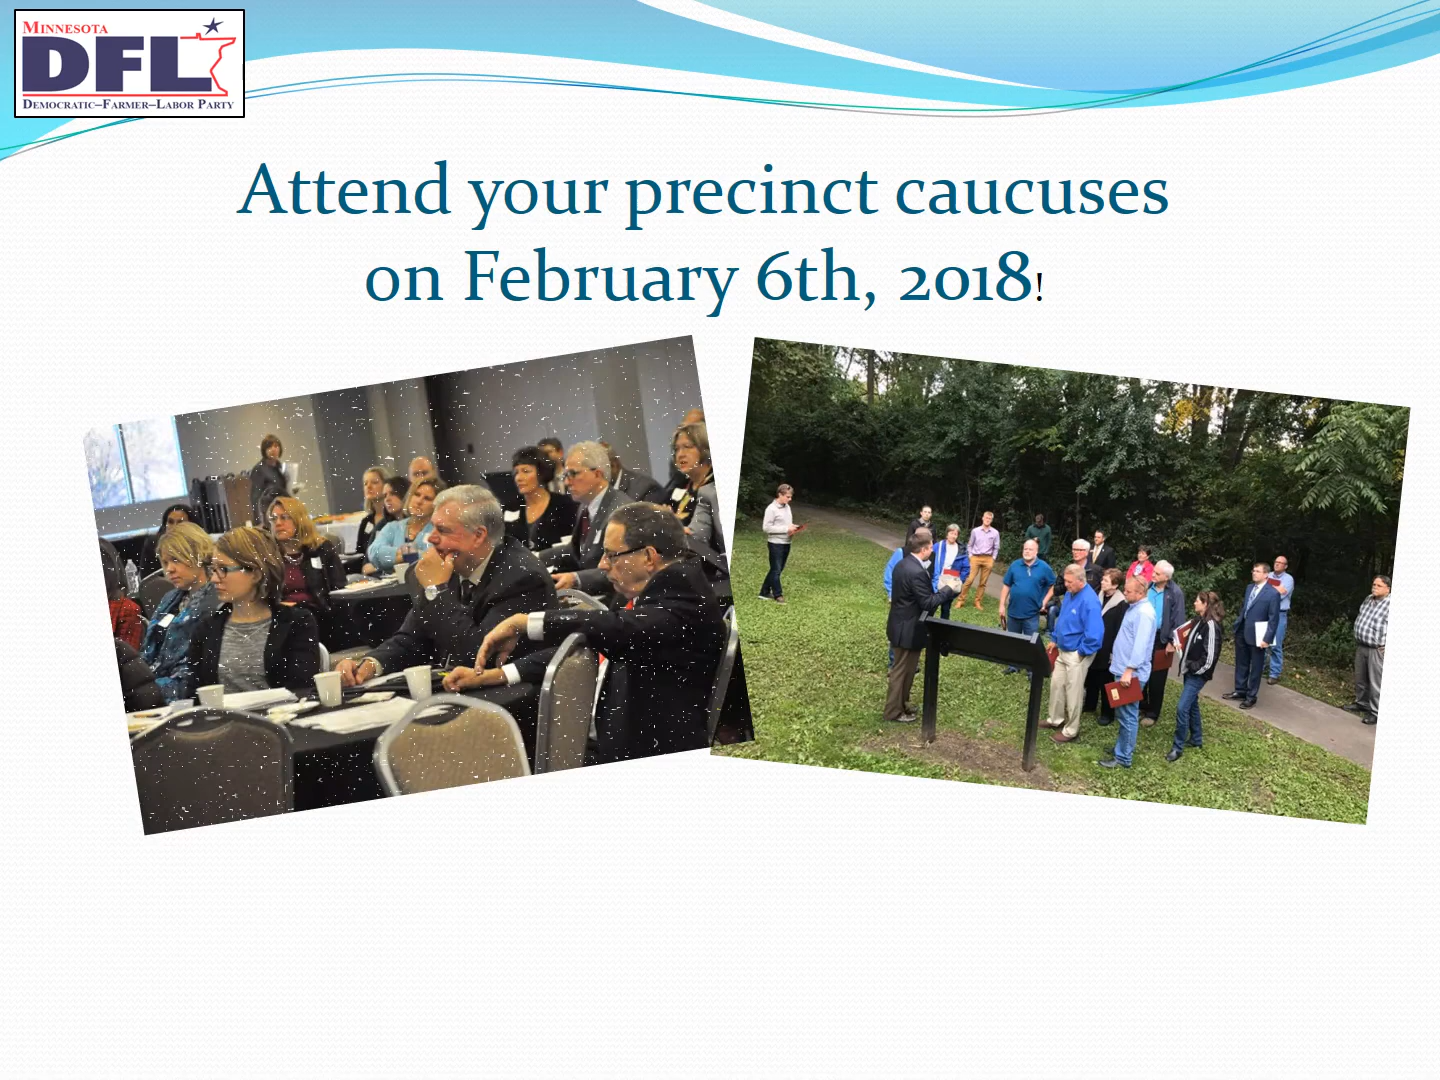 MINNESOTA
DFL
DEMOCRATIC–FARMER–LABOR PARTY
Attend your precinct caucuses
on February 6th, 2018!